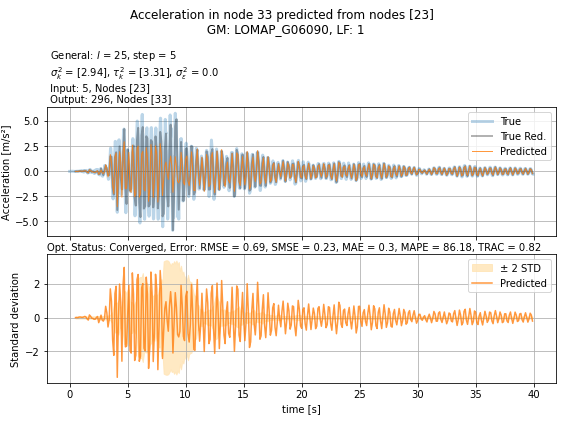 Acceleration in node 33 predicted from nodes [23]
GM: LOMAP_G06090, LF: 1
General: l = 25, step = 5
σ²ₖ = [2.94], τ²ₖ = [3.31], σ²ε = 0.0
Input: 5, Nodes [23]
Output: 296, Nodes [33]
Acceleration [m/s²]
5.0
2.5
0.0
−2.5
−5.0
True
True Red.
Predicted
Opt. Status: Converged, Error: RMSE = 0.69, SMSE = 0.23, MAE = 0.3, MAPE = 86.18, TRAC = 0.82
Standard deviation
2
0
−2
± 2 STD
Predicted
0 5 10 15 20 25 30 35 40
time [s]